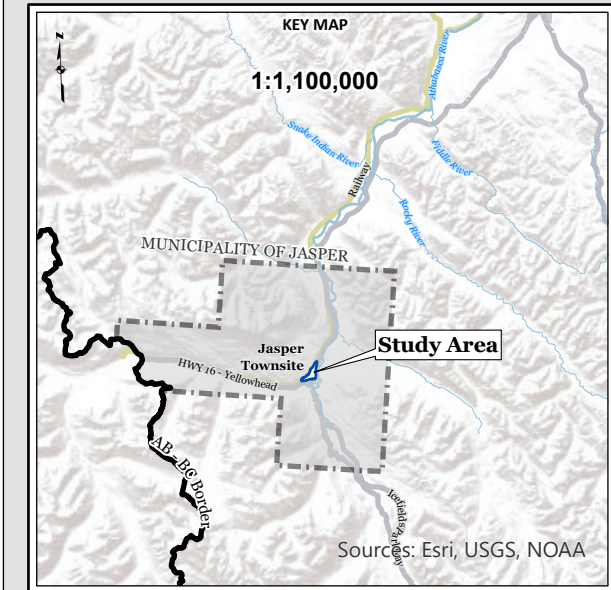 KEY MAP
N
1:1,100,000
Athabasca River
Snake Indian River
Fiddle River
Railway
Rocky River
MUNICIPALITY OF JASPER
Jasper
Townsite
Study Area
HWY 16 - Yellowhead
AB - BC Border
Icefields Parkway
Sources: Esri, USGS, NOAA